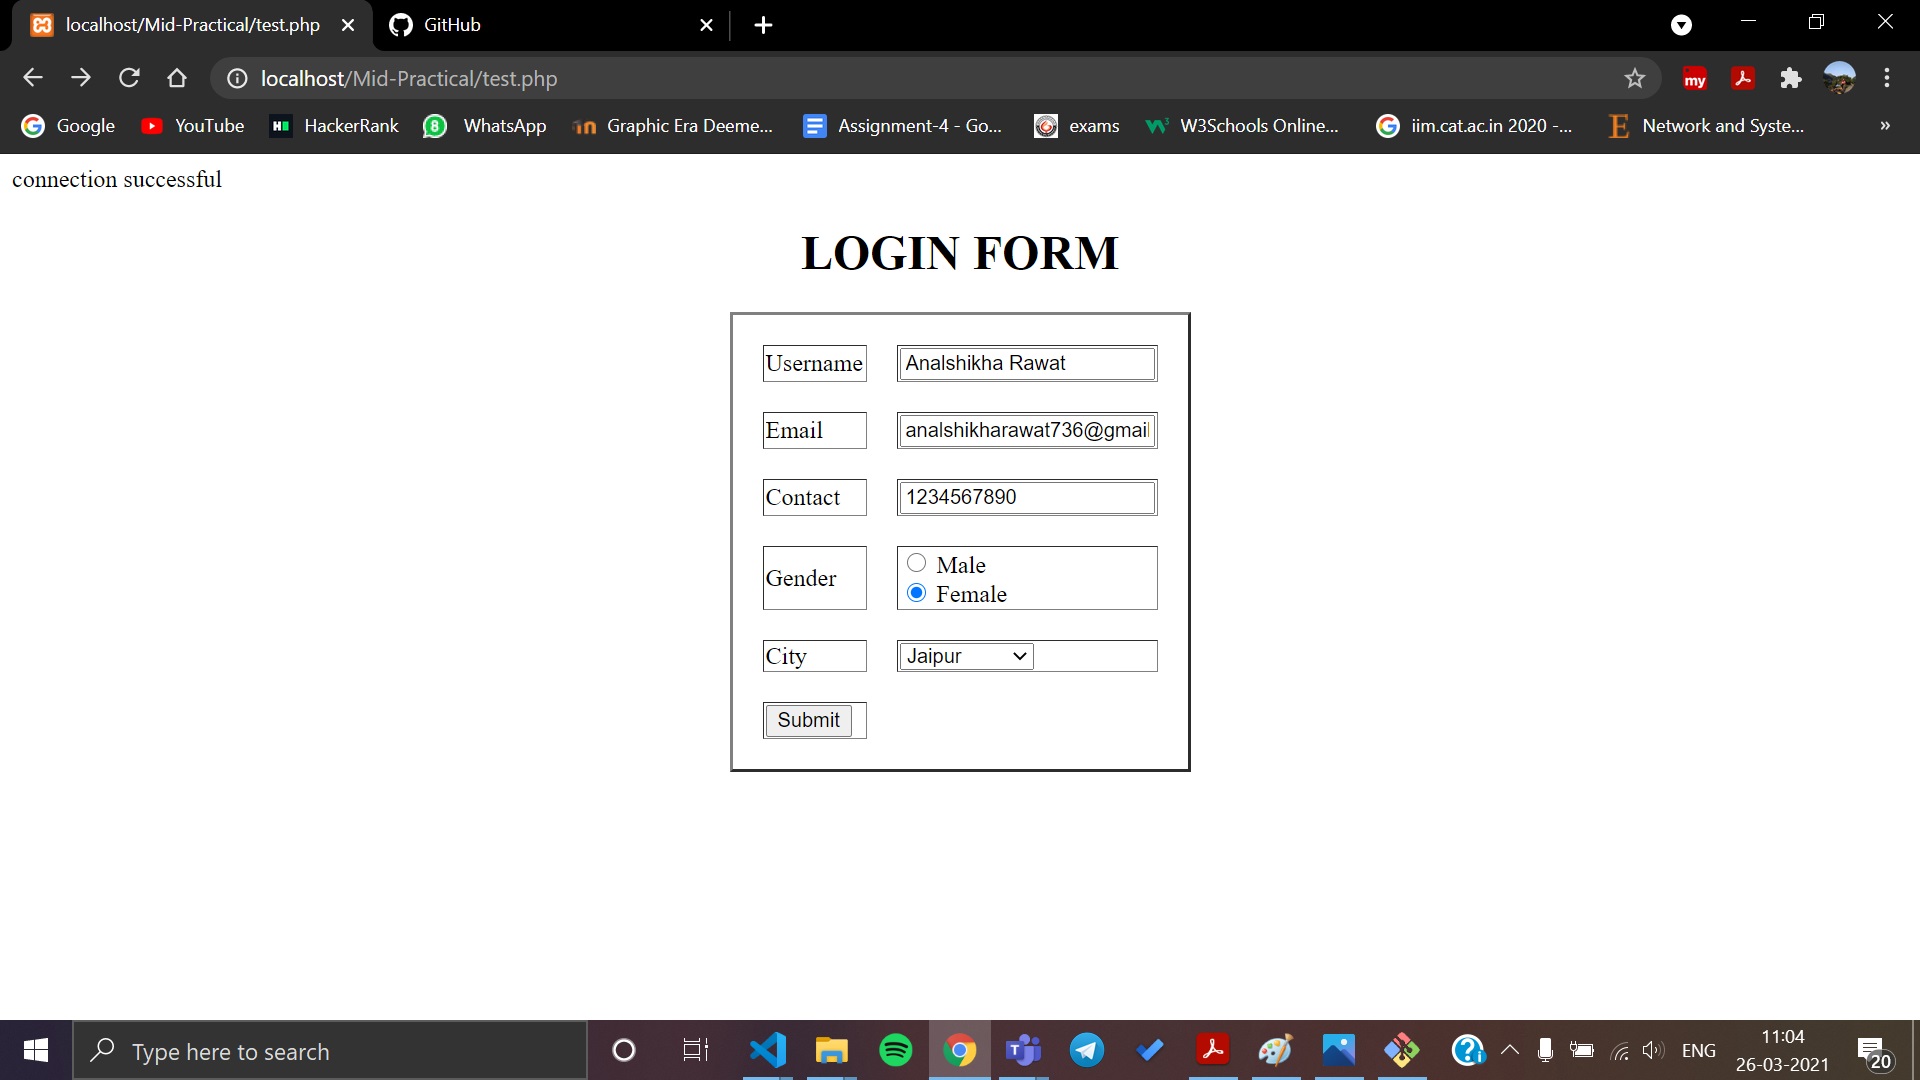 localhost/Mid-Practical/test.php
GitHub
localhost/Mid-Practical/test.php
my
Google
YouTube
HackerRank
8 WhatsApp
Graphic Era Deeme...
Assignment-4 - Go...
exams
W3Schools Online...
iim.cat.ac.in 2020 -...
Network and Syste...
»
connection successful
LOGIN FORM
Username Analshikha Rawat
Email analshikharawat736@gmail
Contact 1234567890
Gender Male
Female
City Jaipur
Submit
Type here to search
ENG
11:04
26-03-2021
20